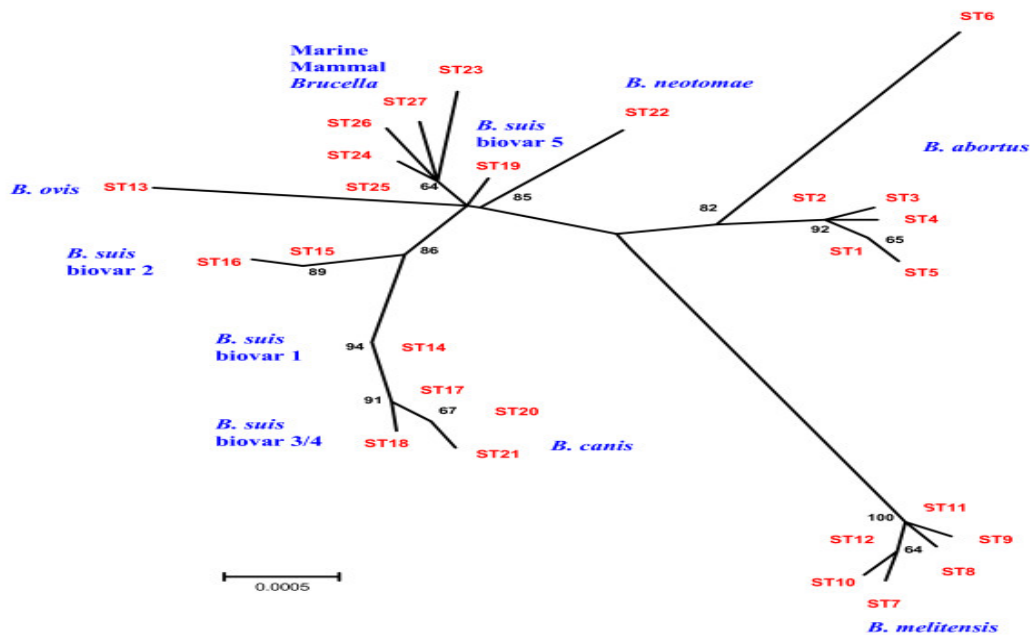 ST6
Marine
Mammal
Brucella
ST23
B. neotomae
ST27
ST22
ST26
B. suis
biovar 5
B. abortus
ST24
ST19
B. ovis
ST13
ST25
64
85
ST2
ST3
82
ST4
92
ST1
65
ST5
B. suis
biovar 2
ST16
ST15
89
86
B. suis
biovar 1
94
ST14
ST17
91
67
ST20
B. suis
biovar 3/4
ST18
ST21
B. canis
ST11
100
ST12
ST9
64
ST8
ST10
ST7
B. melitensis
0.0005